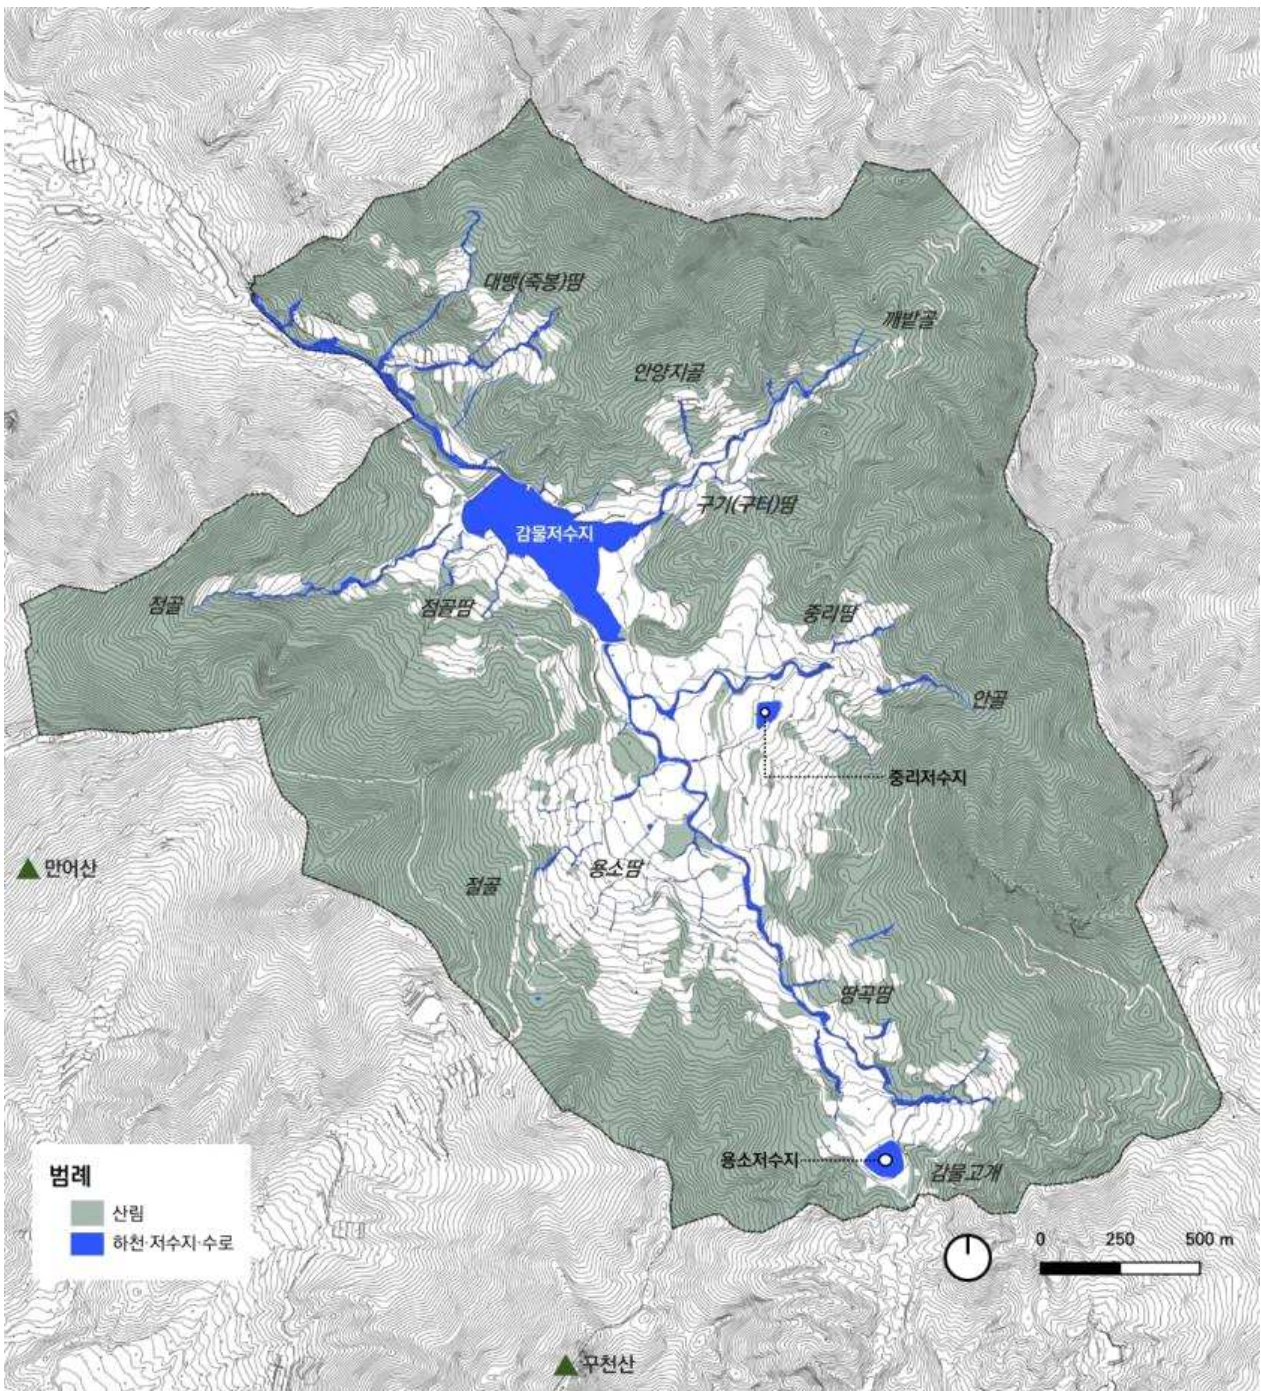 대뱅(죽봉)땀
깨밭골
안양지골
구기(구터)땀
감물저수지
점골
점골땀
중리땀
안골
중리저수지
만어산
절골
용소땀
땅곡땀
용소저수지
감물고개
범례
산림
하천·저수지·수로
0 250 500 m
꾸천산